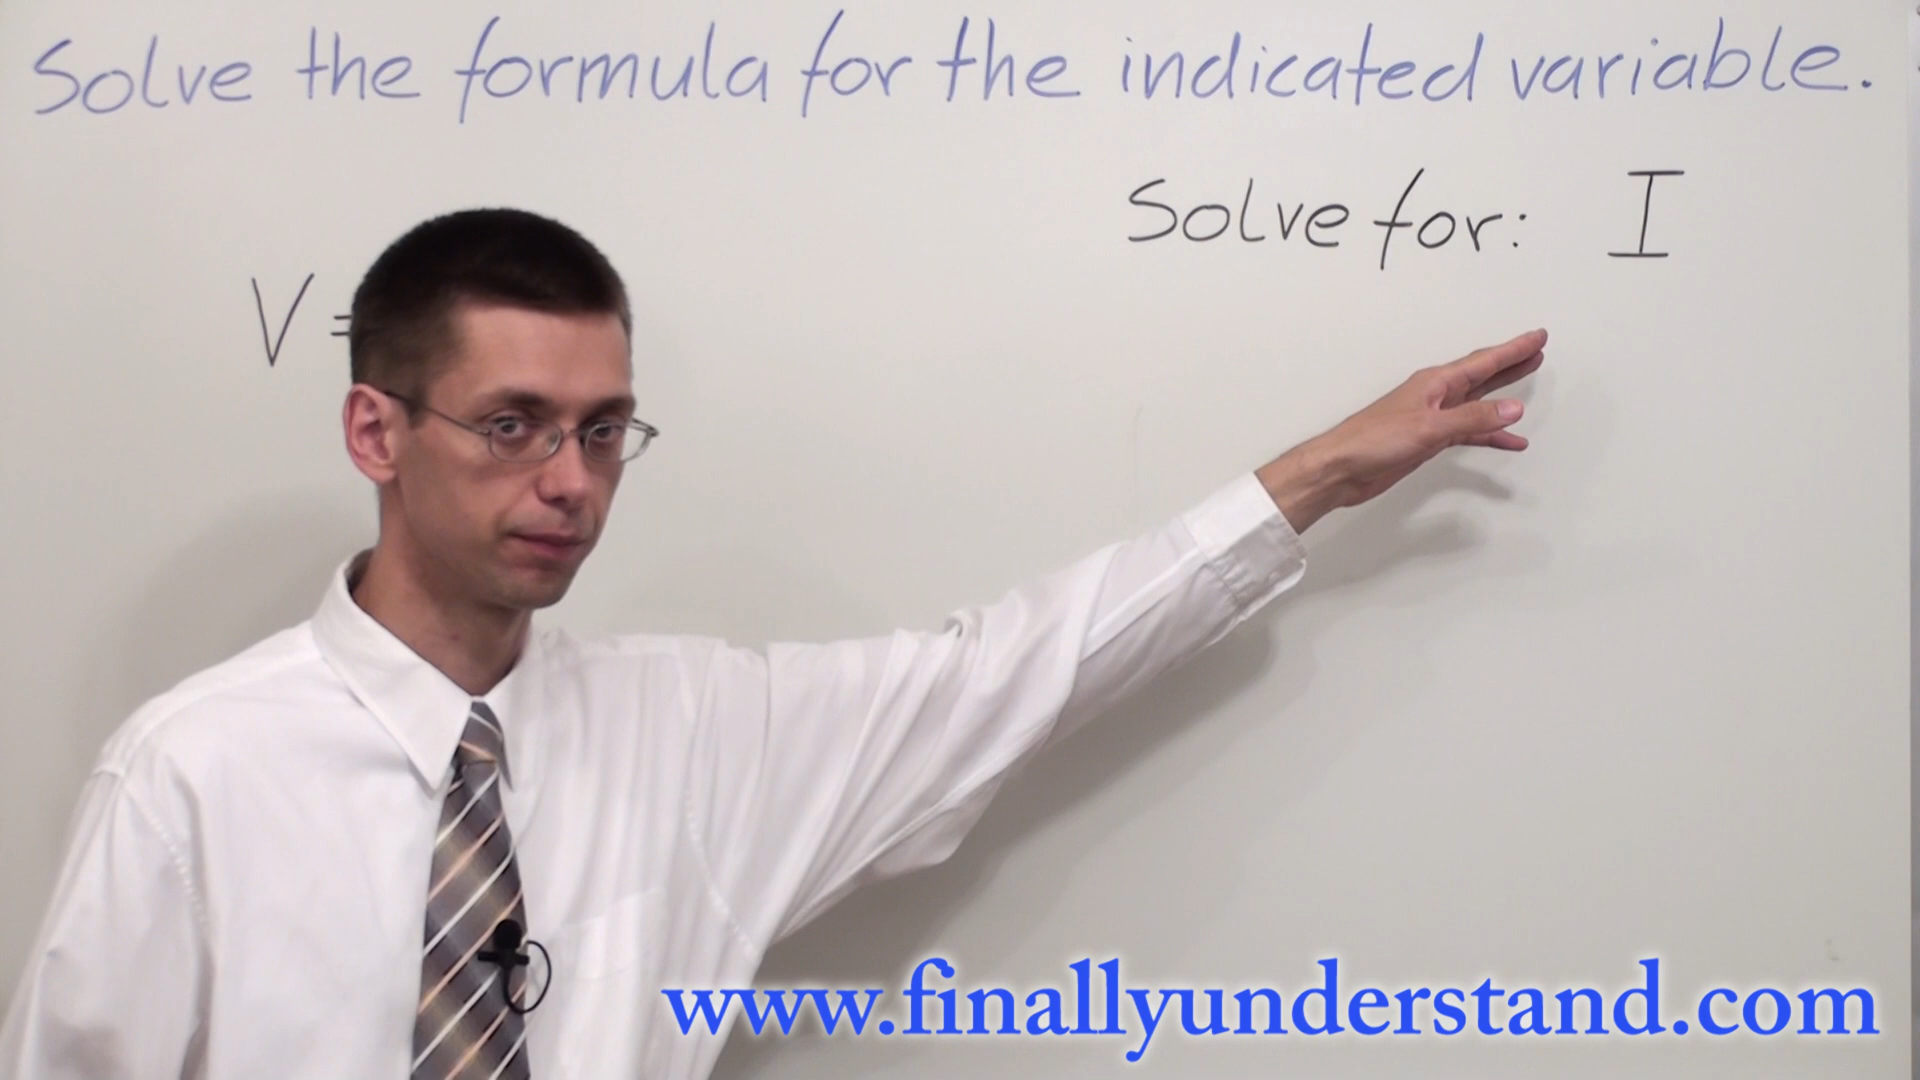 Solve the formula for the indicated variable.
Solve for: I
V =
www.finallyunderstand.com